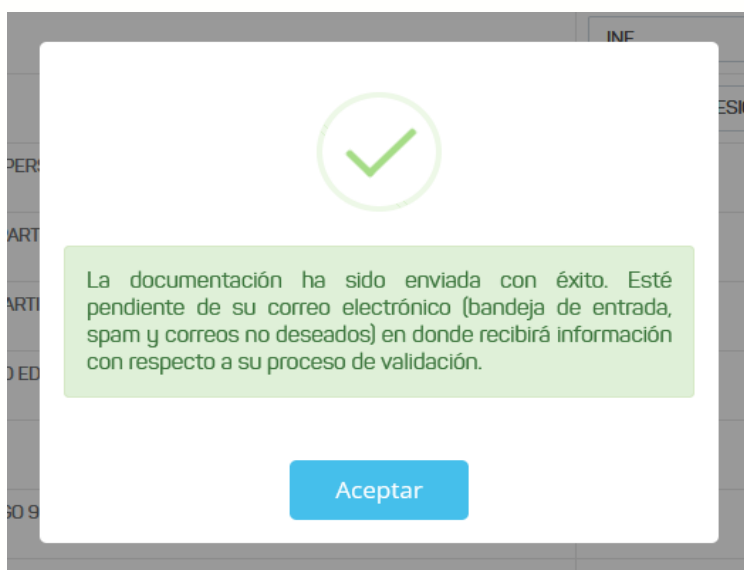 INE
La documentación ha sido enviada con éxito. Esté
pendiente de su correo electrónico (bandeja de entrada,
spam y correos no deseados) en donde recibirá información
con respecto a su proceso de validación.
Aceptar